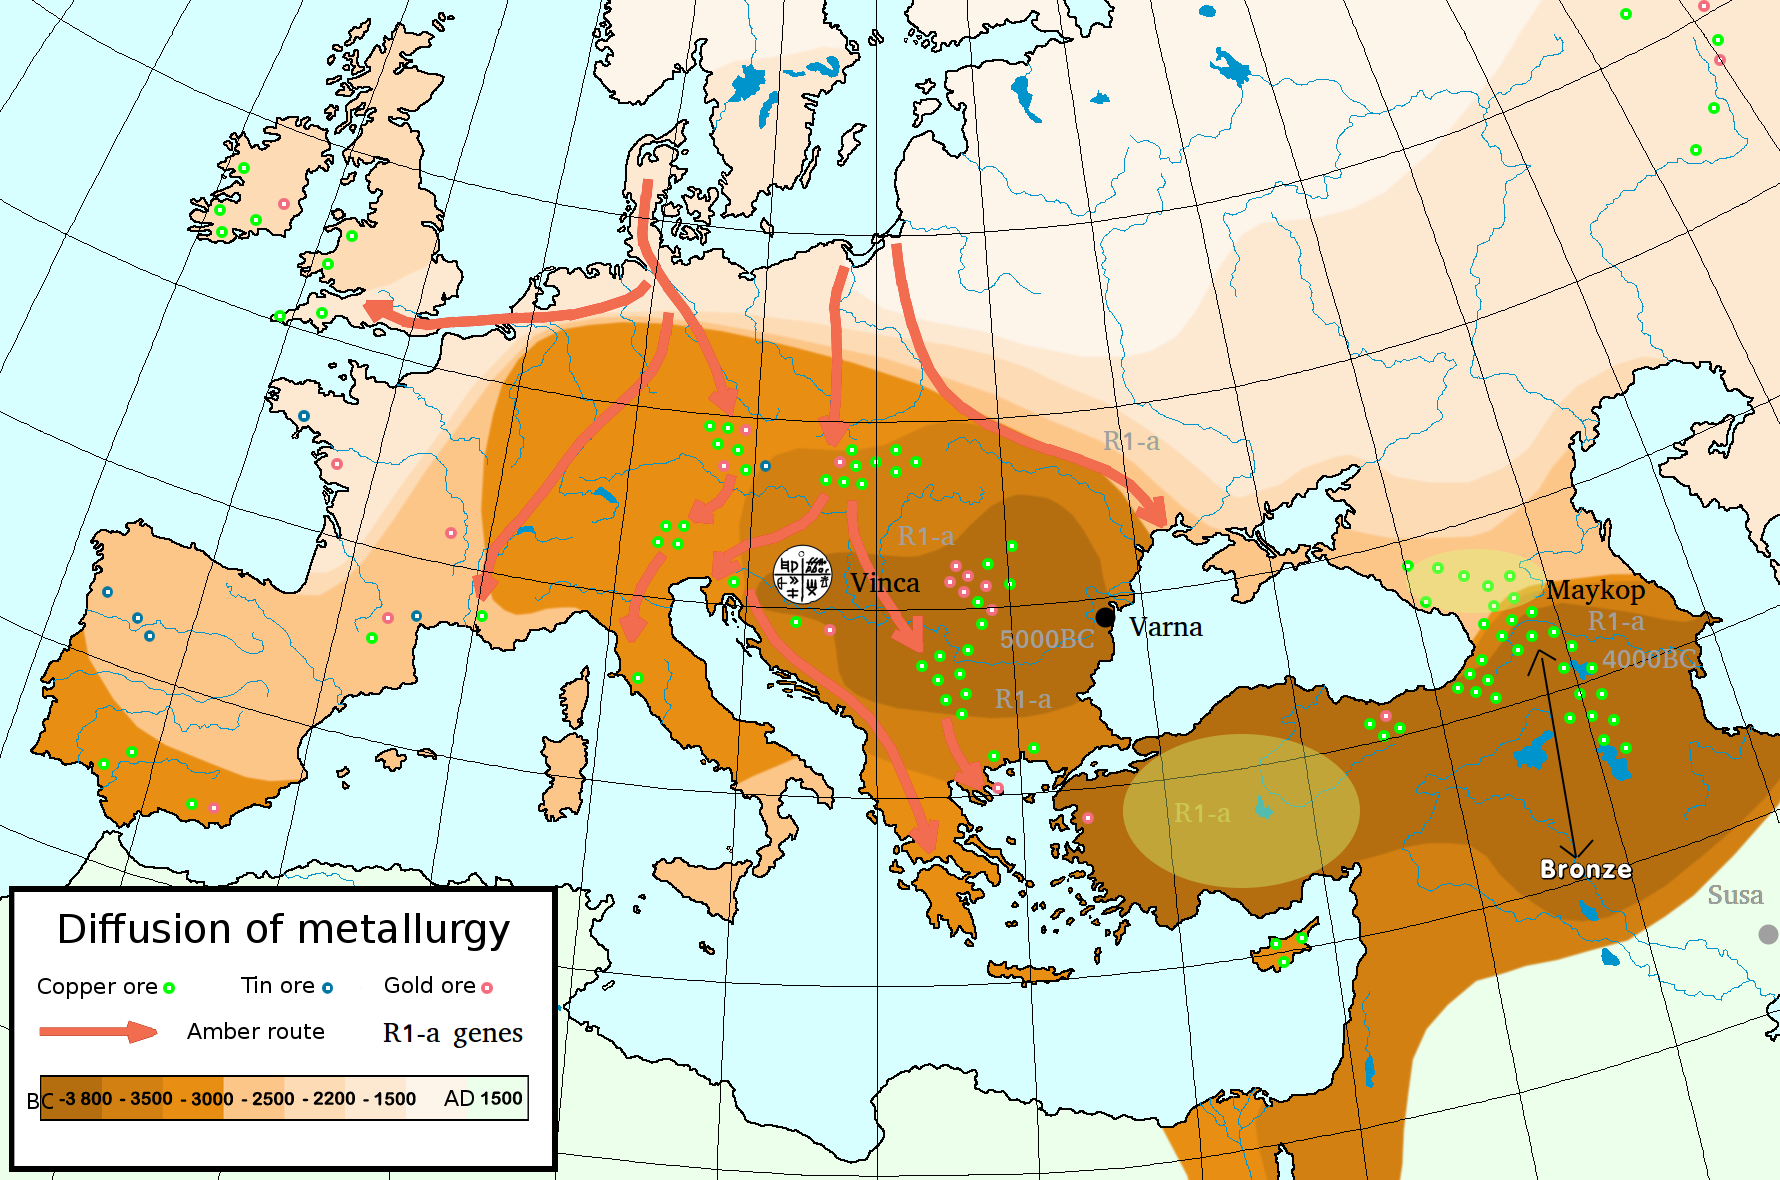 R1-a
R1-a
Vinca
Maykop
R1-a
Varna
5000BC
4000BC
R1-a
R1-a
Bronze
Susa
Diffusion of metallurgy
Copper ore
Tin ore
Gold ore
Amber route
R1-a genes
BC -3 800 - 3500 - 3000 - 2500 - 2200 - 1500 AD 1500